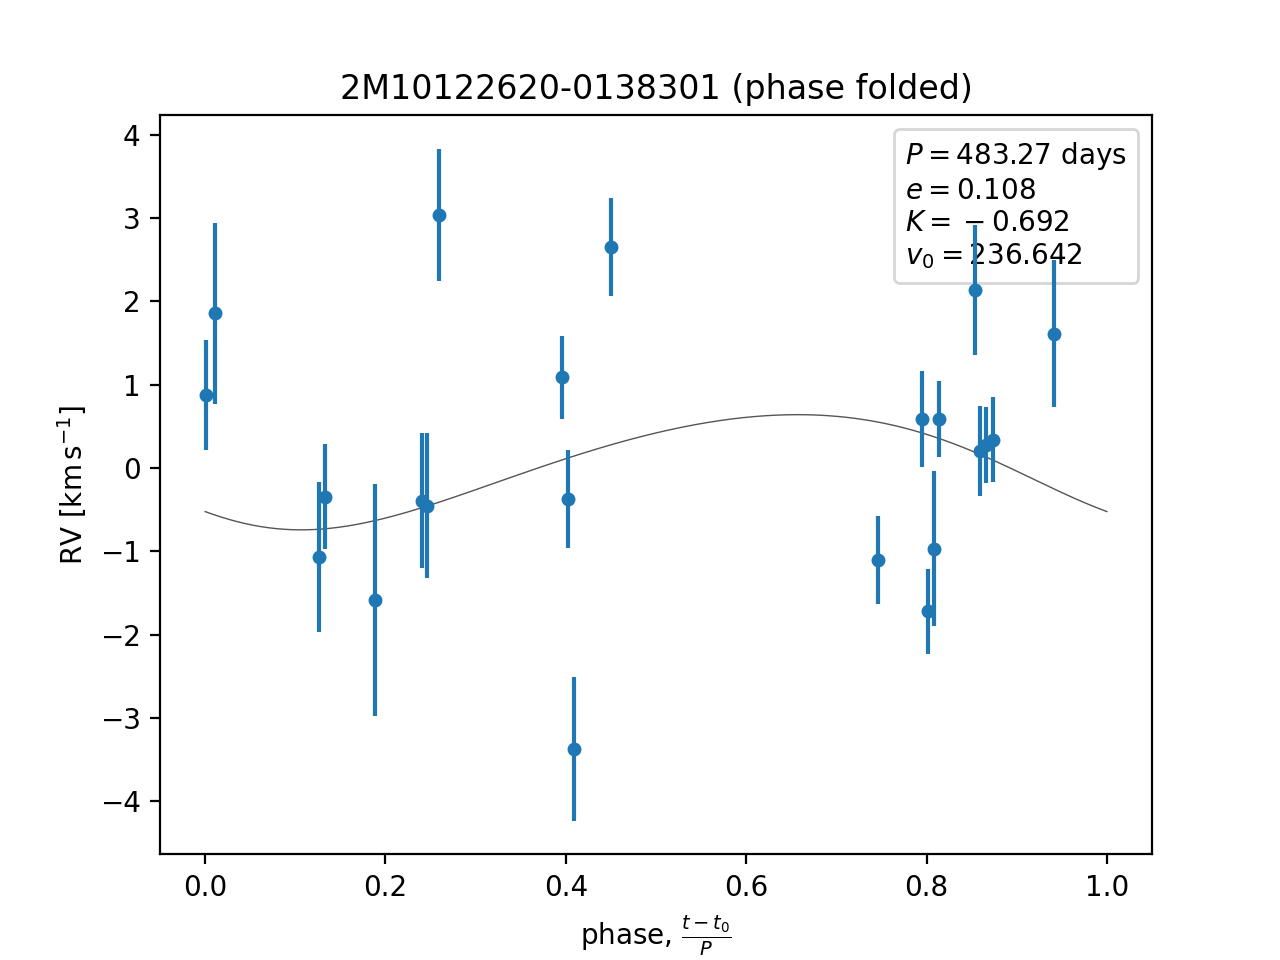 2M10122620-0138301 (phase folded)
P = 483.27 days
e = 0.108
K = −0.692
v₀ = 236.642
4
3
2
1
0
−1
−2
−3
−4
RV [km s⁻¹]
0.0 0.2 0.4 0.6 0.8 1.0
phase, (t − t₀)/P